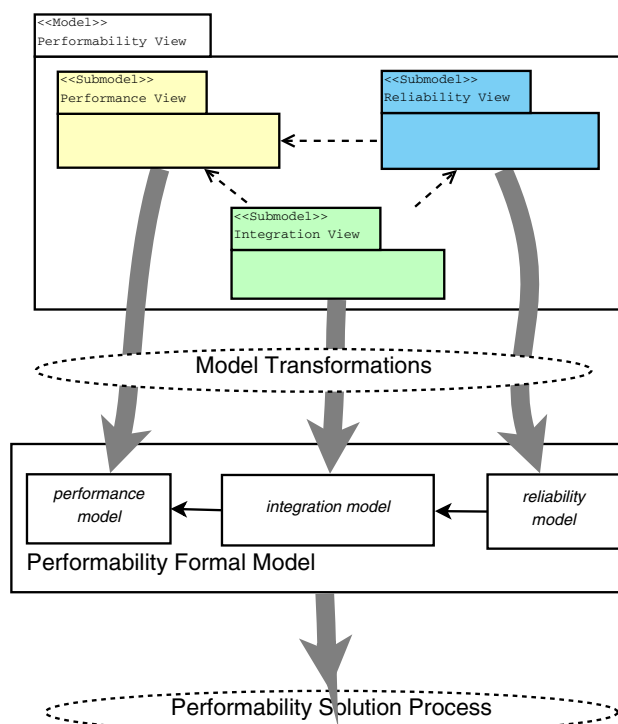 <<Model>>
Performability View
<<Submodel>>
Performance View
<<Submodel>>
Reliability View
<<Submodel>>
Integration View
Model Transformations
performance
model
integration model
reliability
model
Performability Formal Model
Performability Solution Process